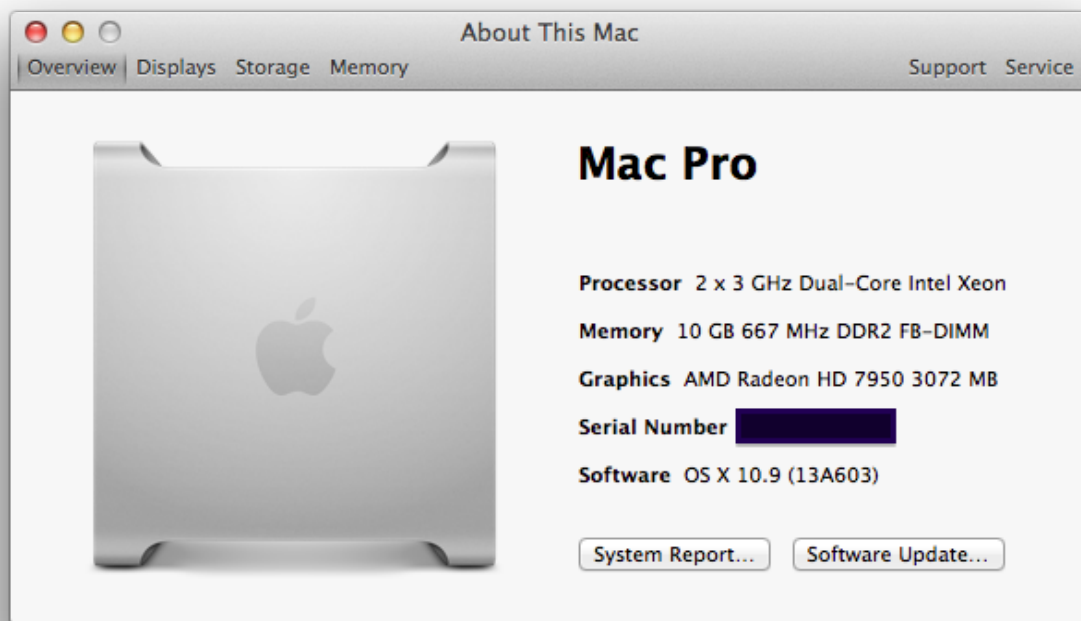 About This Mac
Overview Displays Storage Memory Support Service
Mac Pro
Processor 2 x 3 GHz Dual-Core Intel Xeon
Memory 10 GB 667 MHz DDR2 FB-DIMM
Graphics AMD Radeon HD 7950 3072 MB
Serial Number
Software OS X 10.9 (13A603)
System Report... Software Update...